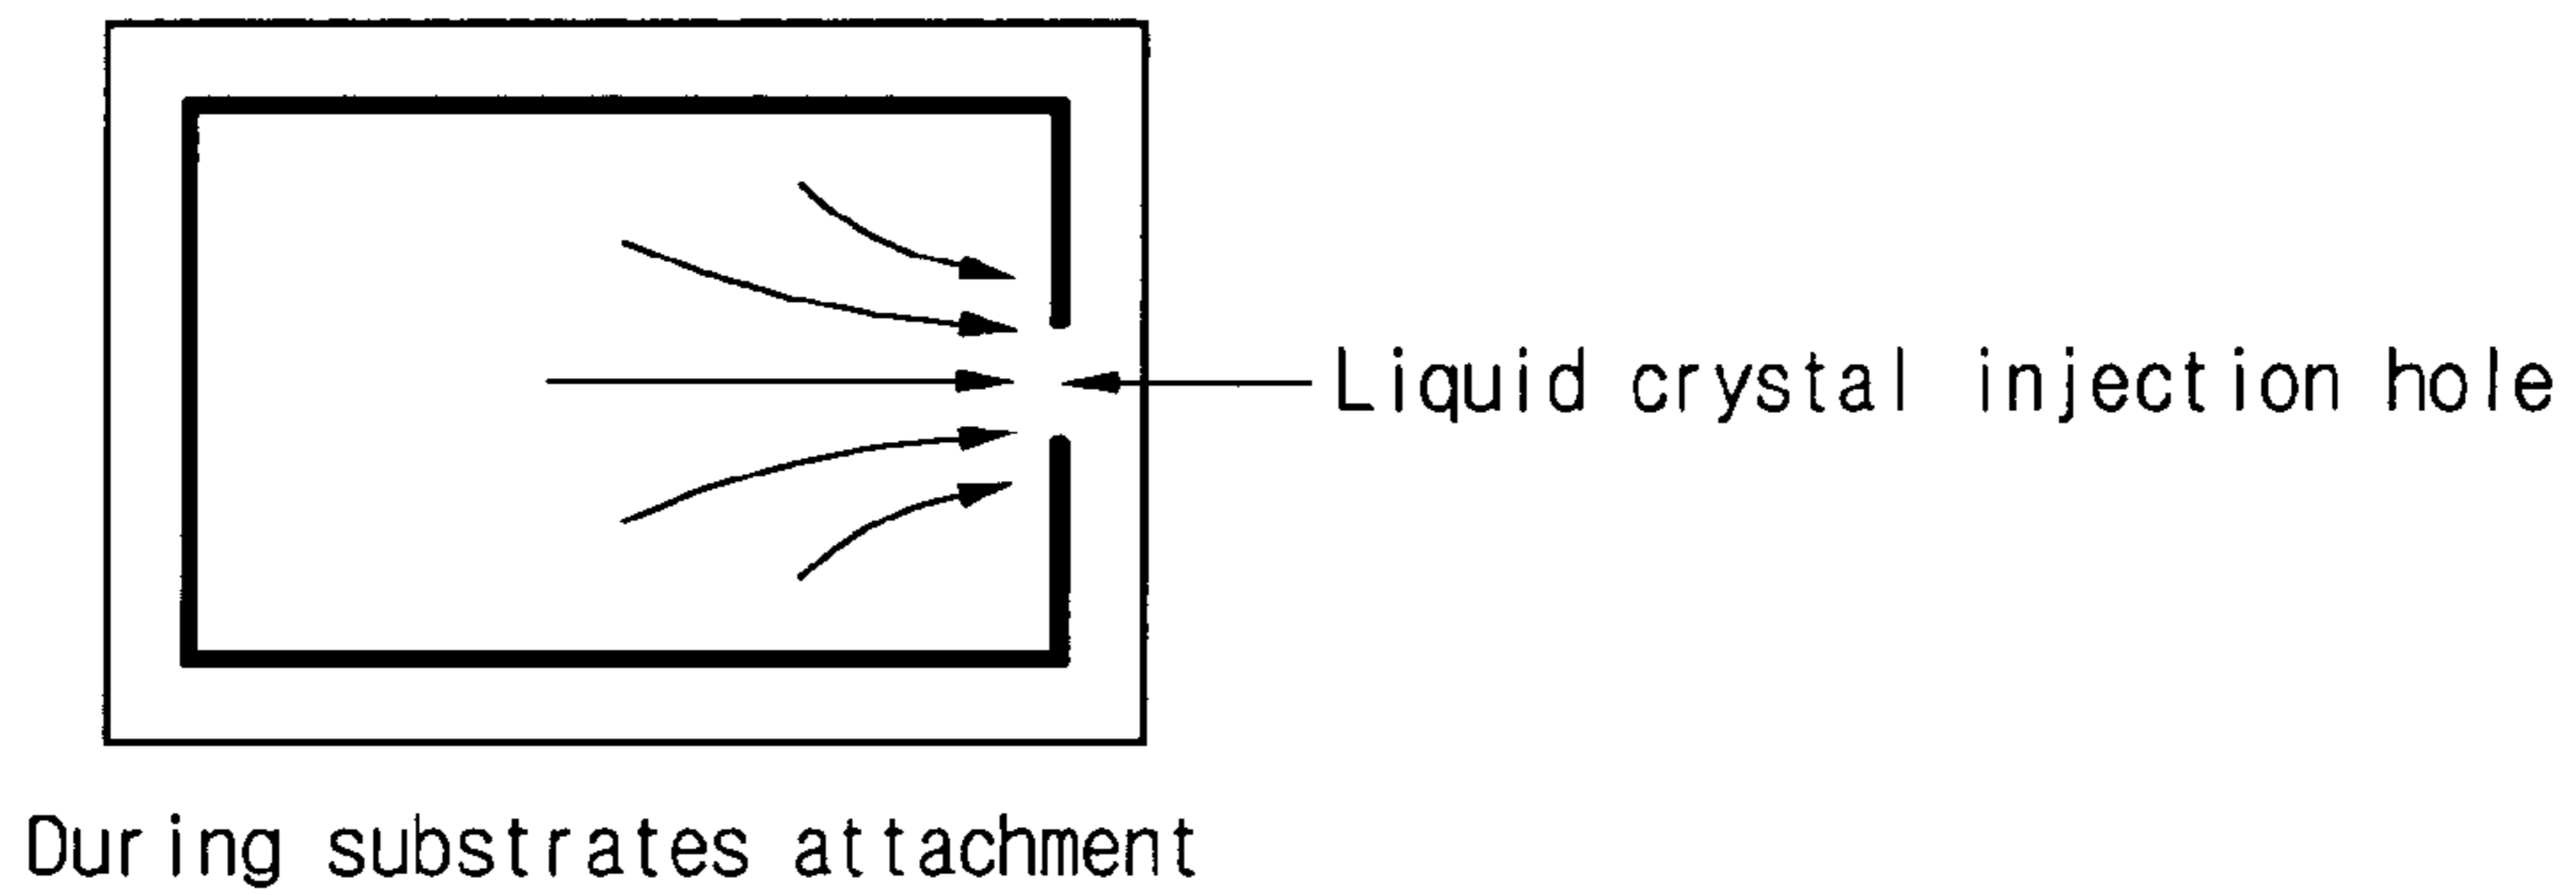 Liquid crystal injection hole
During substrates attachment